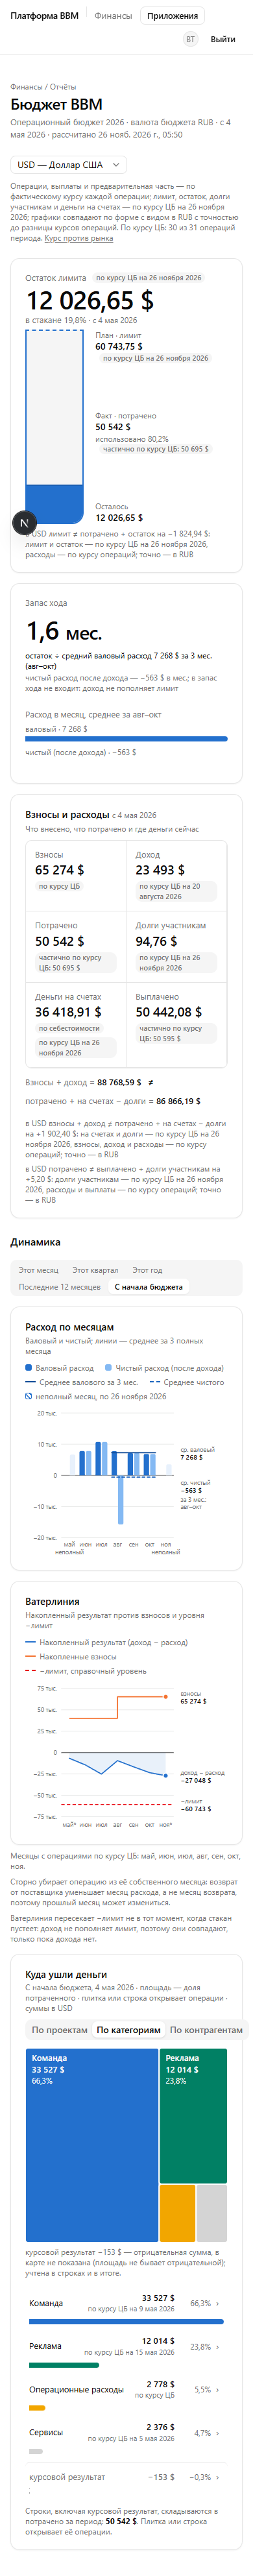 Платформа ВВМ
Финансы
Приложения
ВТ
Выйти
Финансы / Отчёты
Бюджет ВВМ
Операционный бюджет 2026 · валюта бюджета RUB · с 4
мая 2026 · рассчитано 26 нояб. 2026 г., 05:50
USD — Доллар США
Операции, выплаты и предварительная часть — по
фактическому курсу каждой операции; лимит, остаток, долги
участникам и деньги на счетах — по курсу ЦБ на 26 ноября
2026; графики совпадают по форме с видом в RUB с точностью
до разницы курсов операций. По курсу ЦБ: 30 из 31 операций
периода. Курс против рынка
Остаток лимита
по курсу ЦБ на 26 ноября 2026
12 026,65 $
в стакане 19,8% · с 4 мая 2026
План · лимит
60 743,75 $
по курсу ЦБ на 26 ноября 2026
Факт · потрачено
50 542 $
использовано 80,2%
частично по курсу ЦБ: 50 695 $
Осталось
12 026,65 $
N
USD лимит ≠ потрачено + остаток на −1 824,94 $:
лимит и остаток — по курсу ЦБ на 26 ноября 2026,
расходы — по курсу операций; точно — в RUB
Запас хода
1,6 мес.
остаток ÷ средний валовый расход 7 268 $ за 3 мес.
(авг–окт)
чистый расход после дохода — −563 $ в мес.; в запас
хода не входит: доход не пополняет лимит
Расход в месяц, среднее за авг–окт
валовый · 7 268 $
чистый (после дохода) · −563 $
Взносы и расходы с 4 мая 2026
Что внесено, что потрачено и где деньги сейчас
Взносы
65 274 $
по курсу ЦБ
Доход
23 493 $
по курсу ЦБ на 20
августа 2026
Потрачено
50 542 $
частично по курсу
ЦБ: 50 695 $
Долги участникам
94,76 $
по курсу ЦБ на 26
ноября 2026
Деньги на счетах
36 418,91 $
по себестоимости
по курсу ЦБ на 26
ноября 2026
Выплачено
50 442,08 $
частично по курсу
ЦБ: 50 595 $
Взносы + доход = 88 768,59 $ ≠
потрачено + на счетах − долги = 86 866,19 $
в USD взносы + доход ≠ потрачено + на счетах − долги
на +1 902,40 $: на счетах и долги — по курсу ЦБ на 26
ноября 2026, взносы, доход и расходы — по курсу
операций; точно — в RUB
в USD потрачено ≠ выплачено + долги участникам на
+5,20 $: долги участникам — по курсу ЦБ на 26 ноября
2026, расходы и выплаты — по курсу операций; точно
— в RUB
Динамика
Этот месяц
Этот квартал
Этот год
Последние 12 месяцев
С начала бюджета
Расход по месяцам
Валовый и чистый; линии — среднее за 3 полных
месяца
Валовый расход
Чистый расход (после дохода)
Среднее валового за 3 мес.
Среднее чистого
неполный месяц, по 26 ноября 2026
20 тыс.
10 тыс.
0
−10 тыс.
−20 тыс.
ср. валовый
7 268 $
ср. чистый
−563 $
за 3 мес.:
авг–окт
май июн июл авг сен окт ноя
неполный неполный
Ватерлиния
Накопленный результат против взносов и уровня
−лимит
Накопленный результат (доход − расход)
Накопленные взносы
−лимит, справочный уровень
75 тыс.
50 тыс.
25 тыс.
0
−25 тыс.
−50 тыс.
−75 тыс.
взносы
65 274 $
доход − расход
−27 048 $
−лимит
−60 743 $
май* июн июл авг сен окт ноя*
Месяцы с операциями по курсу ЦБ: май, июн, июл, авг, сен, окт,
ноя.
Сторно убирает операцию из её собственного месяца: возврат
от поставщика уменьшит месяц расхода, а не месяц возврата,
поэтому прошлый месяц может измениться.
Ватерлиния пересекает −лимит не в тот момент, когда стакан
пустеет: доход не пополняет лимит, поэтому они совпадают,
только пока дохода нет.
Куда ушли деньги
С начала бюджета, 4 мая 2026 · площадь — доля
потраченного · плитка или строка открывает операции ·
суммы в USD
По проектам
По категориям
По контрагентам
Команда
33 527 $
66,3%
Реклама
12 014 $
23,8%
курсовой результат −153 $ — отрицательная сумма, в
карте не показана (площадь не бывает отрицательной);
учтена в строках и в итоге.
Команда
33 527 $
по курсу ЦБ на 9 мая 2026
66,3% ›
Реклама
12 014 $
по курсу ЦБ на 15 мая 2026
23,8% ›
Операционные расходы
2 778 $
по курсу ЦБ
5,5% ›
Сервисы
2 376 $
по курсу ЦБ на 5 мая 2026
4,7% ›
курсовой результат
−153 $
−0,3% ›
:
Строки, включая курсовой результат, складываются в
потрачено за период: 50 542 $. Плитка или строка
открывает её операции.